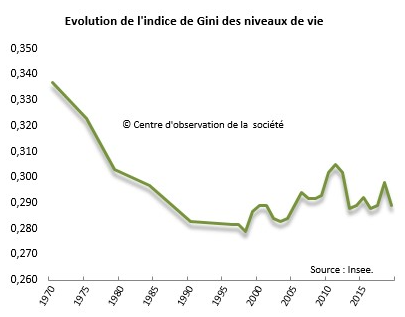 Evolution de l'indice de Gini des niveaux de vie
0,350
0,340
0,330
© Centre d'observation de la société
0,320
0,310
0,300
0,290
0,280
0,270
Source : Insee.
0,260
1970 1975 1980 1985 1990 1995 2000 2005 2010 2015